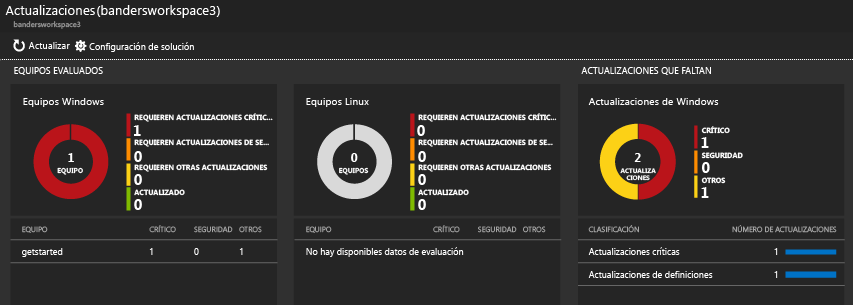 Actualizaciones (bandersworkspace3)
bandersworkspace3
Actualizar Configuración de solución
EQUIPOS EVALUADOS
Equipos Windows
1
EQUIPO
REQUIEREN ACTUALIZACIONES CRÍTIC...
1
REQUIEREN ACTUALIZACIONES DE SE...
0
REQUIEREN OTRAS ACTUALIZACIONES
0
ACTUALIZADO
0
EQUIPO CRÍTICO SEGURIDAD OTROS
getstarted 1 0 1
Equipos Linux
0
EQUIPOS
REQUIEREN ACTUALIZACIONES CRÍTIC...
0
REQUIEREN ACTUALIZACIONES DE SE...
0
REQUIEREN OTRAS ACTUALIZACIONES
0
ACTUALIZADO
0
EQUIPO CRÍTICO SEGURIDAD OTROS
No hay disponibles datos de evaluación
ACTUALIZACIONES QUE FALTAN
Actualizaciones de Windows
2
ACTUALIZA
CIONES
CRÍTICO
1
SEGURIDAD
0
OTROS
1
CLASIFICACIÓN NÚMERO DE ACTUALIZACIONES
Actualizaciones críticas 1
Actualizaciones de definiciones 1